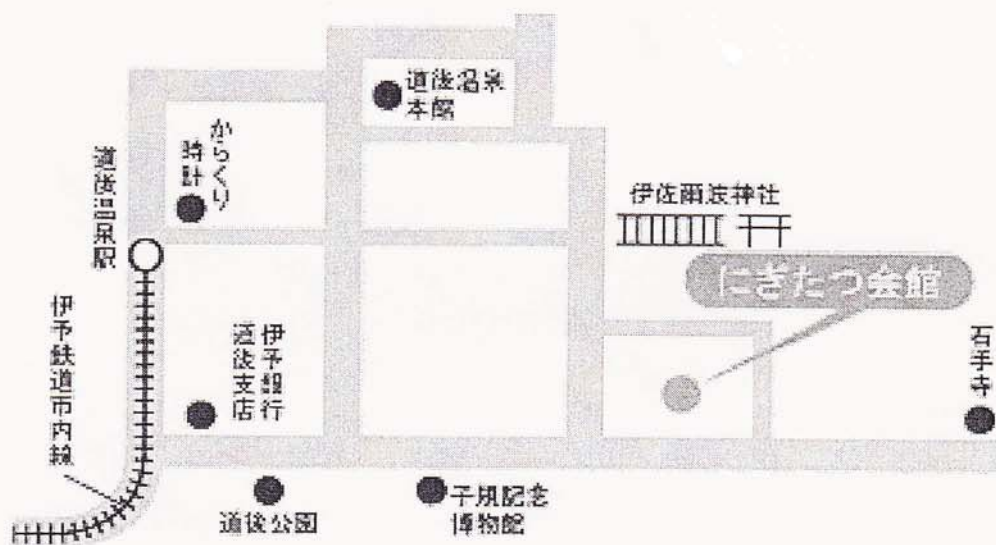 道後温泉
本館
からくり
時計
道後温泉駅
伊佐爾波神社
にぎたつ会館
伊予鉄道市内線
伊予銀行
道後支店
石手寺
道後公園
子規記念
博物館